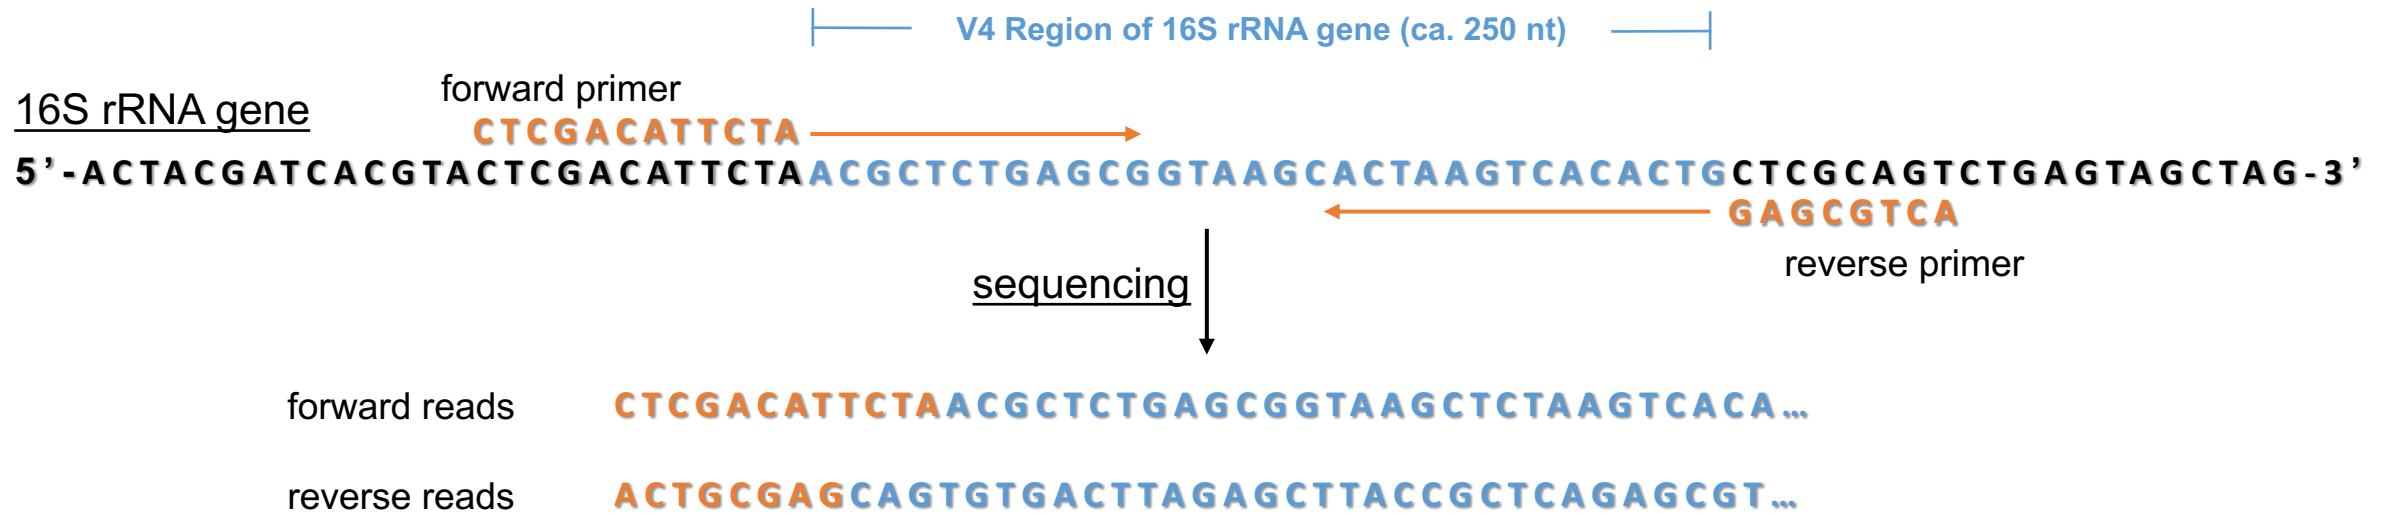 V4 Region of 16S rRNA gene (ca. 250 nt)
forward primer
16S rRNA gene
CTCGACATTCTA
5’-ACTACGATCACGTACTCGACATTCTAACGCTCTGAGCGGTAAGCACTAAGTCACACTGCTCGCAGTCTGAGTAGCTAG-3’
GAGCGTCA
reverse primer
sequencing
forward reads CTCGACATTCTAACGCTCTGAGCGGTAAGCTCTAAGTCACA…
reverse reads ACTGCGAGCAGTGTGACTTAGAGCTTACCGCTCAGAGCGT…